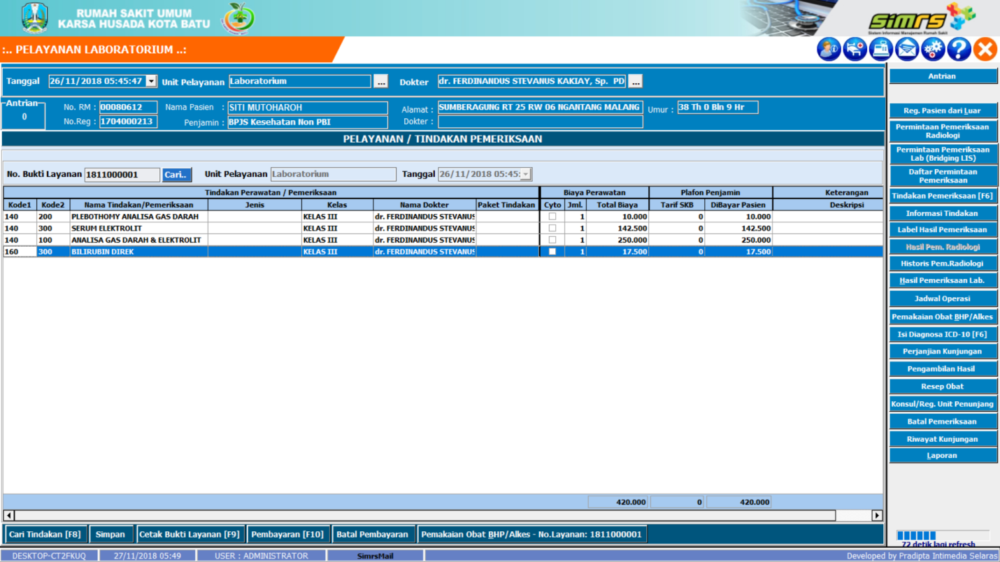 RUMAH SAKIT UMUM
KARSA HUSADA KOTA BATU
simrs
Sistem Informasi Manajemen Rumah Sakit
:.. PELAYANAN LABORATORIUM ..:
Tanggal 26/11/2018 05:45:47 Unit Pelayanan Laboratorium ... Dokter dr. FERDINANDUS STEVANUS KAKIAY, Sp. PD ...
Antrian
0
No. RM : 00080612 Nama Pasien : SITI MUTOHAROH Alamat : SUMBERAGUNG RT 25 RW 06 NGANTANG MALANG Umur : 38 Th 0 Bln 9 Hr
No.Reg : 1704000213 Penjamin : BPJS Kesehatan Non PBI Dokter :
PELAYANAN / TINDAKAN PEMERIKSAAN
No. Bukti Layanan 1811000001 Cari.. Unit Pelayanan Laboratorium Tanggal 26/11/2018 05:45:
Tindakan Perawatan / Pemeriksaan Biaya Perawatan Plafon Penjamin Keterangan
Kode1 Kode2 Nama Tindakan/Pemeriksaan Jenis Kelas Nama Dokter Paket Tindakan Cyto Jml. Total Biaya Tarif SKB DiBayar Pasien Deskripsi
140 200 PLEBOTHOMY ANALISA GAS DARAH KELAS III dr. FERDINANDUS STEVANUS 1 10.000 0 10.000
140 300 SERUM ELEKTROLIT KELAS III dr. FERDINANDUS STEVANUS 1 142.500 0 142.500
140 100 ANALISA GAS DARAH & ELEKTROLIT KELAS III dr. FERDINANDUS STEVANUS 1 250.000 0 250.000
160 300 BILIRUBIN DIREK KELAS III dr. FERDINANDUS STEVANUS 1 17.500 0 17.500
420.000 0 420.000
Cari Tindakan [F8] Simpan Cetak Bukti Layanan [F9] Pembayaran [F10] Batal Pembayaran Pemakaian Obat BHP/Alkes - No.Layanan: 1811000001
Antrian
Reg. Pasien dari Luar
Permintaan Pemeriksaan
Radiologi
Permintaan Pemeriksaan
Lab (Bridging LIS)
Daftar Permintaan
Pemeriksaan
Tindakan Pemeriksaan [F6]
Informasi Tindakan
Label Hasil Pemeriksaan
Hasil Pem. Radiologi
Historis Pem.Radiologi
Hasil Pemeriksaan Lab.
Jadwal Operasi
Pemakaian Obat BHP/Alkes
Isi Diagnosa ICD-10 [F6]
Perjanjian Kunjungan
Pengambilan Hasil
Resep Obat
Konsul/Reg. Unit Penunjang
Batal Pemeriksaan
Riwayat Kunjungan
Laporan
72 detik lagi refresh
DESKTOP-CT2FKUQ 27/11/2018 05:49 USER : ADMINISTRATOR SimrsMail Developed by Pradipta Intimedia Selaras